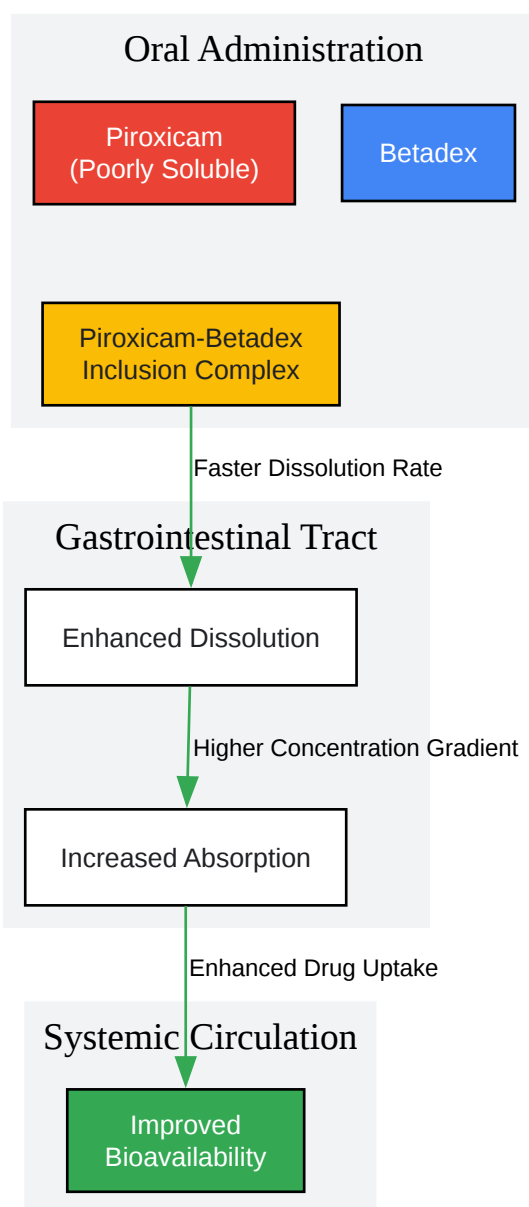 Oral Administration
Piroxicam
(Poorly Soluble)
Betadex
Piroxicam-Betadex
Inclusion Complex
Faster Dissolution Rate
Gastrointestinal Tract
Enhanced Dissolution
Higher Concentration Gradient
Increased Absorption
Enhanced Drug Uptake
Systemic Circulation
Improved
Bioavailability